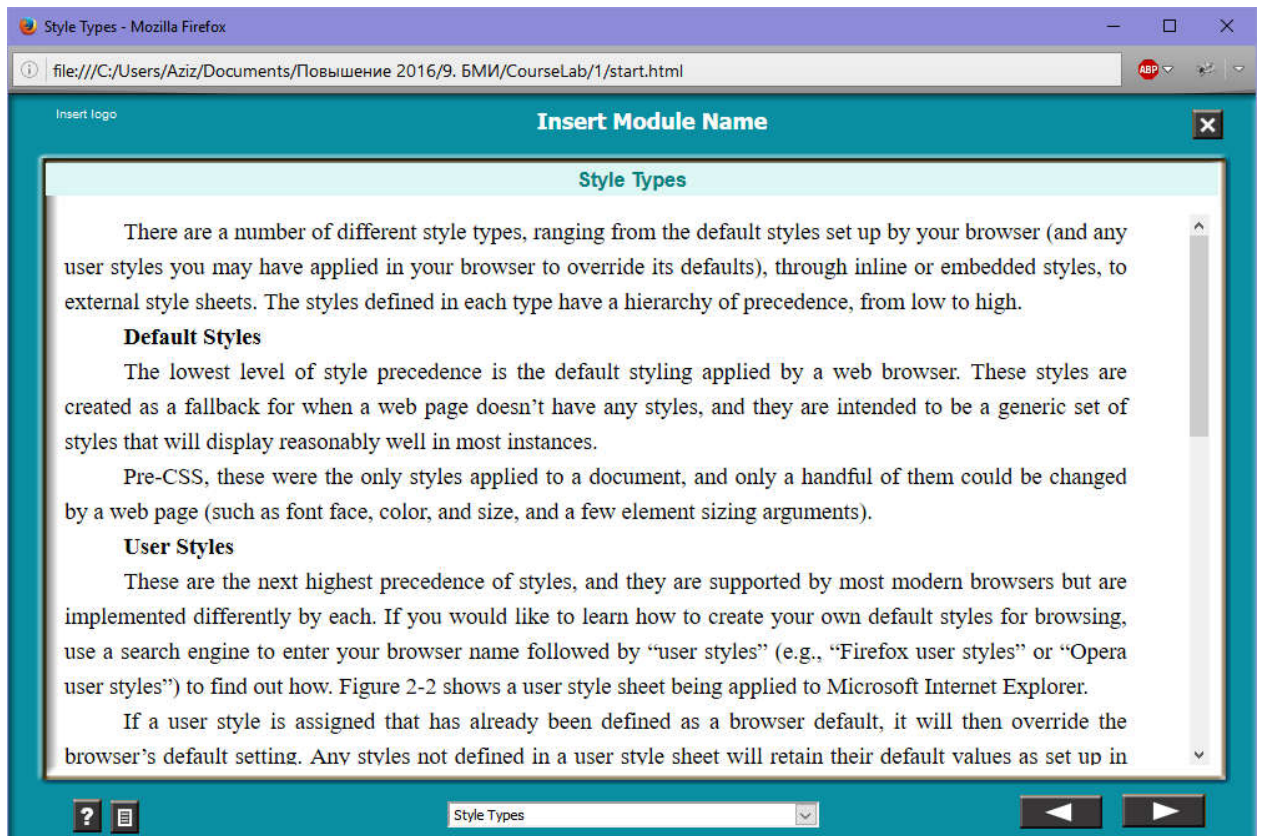 Style Types - Mozilla Firefox
file:///C:/Users/Aziz/Documents/Повышение 2016/9. БМИ/CourseLab/1/start.html
ABP
Insert logo
Insert Module Name
Style Types
There are a number of different style types, ranging from the default styles set up by your browser (and any
user styles you may have applied in your browser to override its defaults), through inline or embedded styles, to
external style sheets. The styles defined in each type have a hierarchy of precedence, from low to high.
Default Styles
The lowest level of style precedence is the default styling applied by a web browser. These styles are
created as a fallback for when a web page doesn’t have any styles, and they are intended to be a generic set of
styles that will display reasonably well in most instances.
Pre-CSS, these were the only styles applied to a document, and only a handful of them could be changed
by a web page (such as font face, color, and size, and a few element sizing arguments).
User Styles
These are the next highest precedence of styles, and they are supported by most modern browsers but are
implemented differently by each. If you would like to learn how to create your own default styles for browsing,
use a search engine to enter your browser name followed by “user styles” (e.g., “Firefox user styles” or “Opera
user styles”) to find out how. Figure 2-2 shows a user style sheet being applied to Microsoft Internet Explorer.
If a user style is assigned that has already been defined as a browser default, it will then override the
browser’s default setting. Any styles not defined in a user style sheet will retain their default values as set up in
?
Style Types